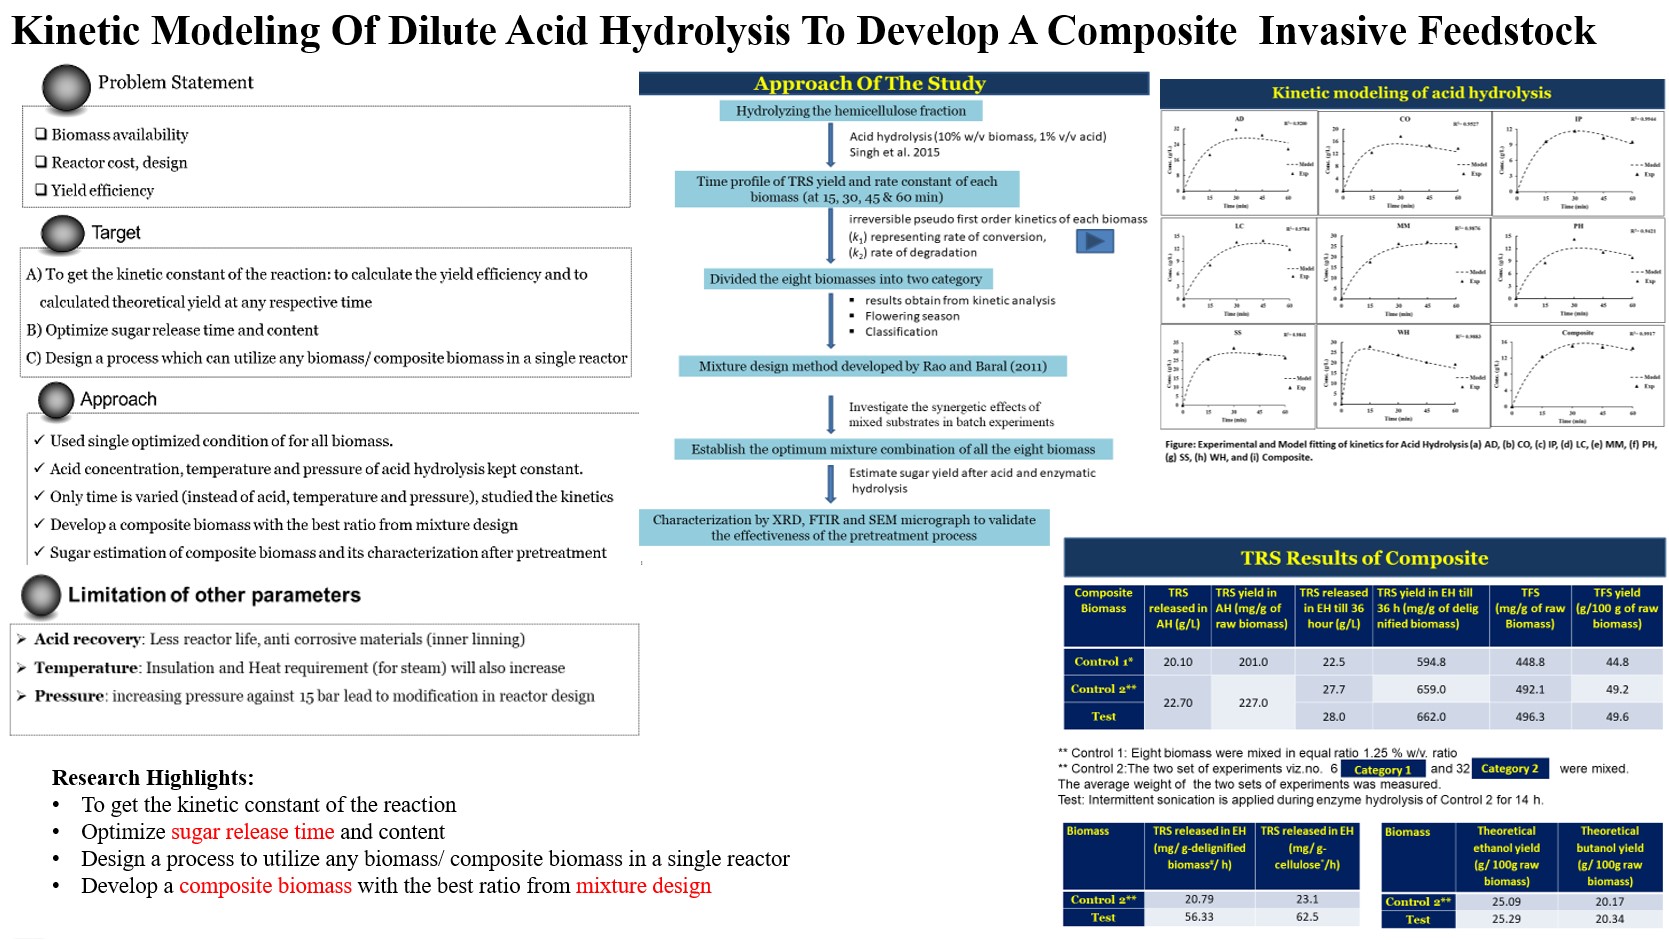 Kinetic Modeling Of Dilute Acid Hydrolysis To Develop A Composite Invasive Feedstock
Problem Statement
Biomass availability
Reactor cost, design
Yield efficiency
Target
A) To get the kinetic constant of the reaction: to calculate the yield efficiency and to
calculated theoretical yield at any respective time
B) Optimize sugar release time and content
C) Design a process which can utilize any biomass/ composite biomass in a single reactor
Approach
✓ Used single optimized condition of for all biomass.
✓ Acid concentration, temperature and pressure of acid hydrolysis kept constant.
✓ Only time is varied (instead of acid, temperature and pressure), studied the kinetics
✓ Develop a composite biomass with the best ratio from mixture design
✓ Sugar estimation of composite biomass and its characterization after pretreatment
Limitation of other parameters
➢ Acid recovery: Less reactor life, anti corrosive materials (inner linning)
➢ Temperature: Insulation and Heat requirement (for steam) will also increase
➢ Pressure: increasing pressure against 15 bar lead to modification in reactor design
Research Highlights:
• To get the kinetic constant of the reaction
• Optimize sugar release time and content
• Design a process to utilize any biomass/ composite biomass in a single reactor
• Develop a composite biomass with the best ratio from mixture design
Approach Of The Study
Hydrolyzing the hemicellulose fraction
Acid hydrolysis (10% w/v biomass, 1% v/v acid)
Singh et al. 2015
Time profile of TRS yield and rate constant of each
biomass (at 15, 30, 45 & 60 min)
irreversible pseudo first order kinetics of each biomass
(k1) representing rate of conversion,
(k2) rate of degradation
Divided the eight biomasses into two category
▪ results obtain from kinetic analysis
▪ Flowering season
▪ Classification
Mixture design method developed by Rao and Baral (2011)
Investigate the synergetic effects of
mixed substrates in batch experiments
Establish the optimum mixture combination of all the eight biomass
Estimate sugar yield after acid and enzymatic
hydrolysis
Characterization by XRD, FTIR and SEM micrograph to validate
the effectiveness of the pretreatment process
Kinetic modeling of acid hydrolysis
AD
CO
IP
LC
MM
PH
SS
WH
Composite
Model
Exp
Conc. (g/L)
Time (min)
0 15 30 45 60
Figure: Experimental and Model fitting of kinetics for Acid Hydrolysis (a) AD, (b) CO, (c) IP, (d) LC, (e) MM, (f) PH,
(g) SS, (h) WH, and (i) Composite.
TRS Results of Composite
Composite Biomass | TRS released in AH (g/L) | TRS yield in AH (mg/g of raw biomass) | TRS released in EH till 36 hour (g/L) | TRS yield in EH till 36 h (mg/g of delig nified biomass) | TFS (mg/g of raw Biomass) | TFS yield (g/100 g of raw biomass)
Control 1* 20.10 201.0 22.5 594.8 448.8 44.8
Control 2** 22.70 227.0 27.7 659.0 492.1 49.2
Test 28.0 662.0 496.3 49.6
** Control 1: Eight biomass were mixed in equal ratio 1.25 % w/v. ratio
** Control 2:The two set of experiments viz.no. 6 Category 1 and 32 Category 2 were mixed.
The average weight of the two sets of experiments was measured.
Test: Intermittent sonication is applied during enzyme hydrolysis of Control 2 for 14 h.
Biomass | TRS released in EH (mg/ g-delignified biomass#/ h) | TRS released in EH (mg/ g-cellulose*/h)
Control 2** 20.79 23.1
Test 56.33 62.5
Biomass | Theoretical ethanol yield (g/ 100g raw biomass) | Theoretical butanol yield (g/ 100g raw biomass)
Control 2** 25.09 20.17
Test 25.29 20.34